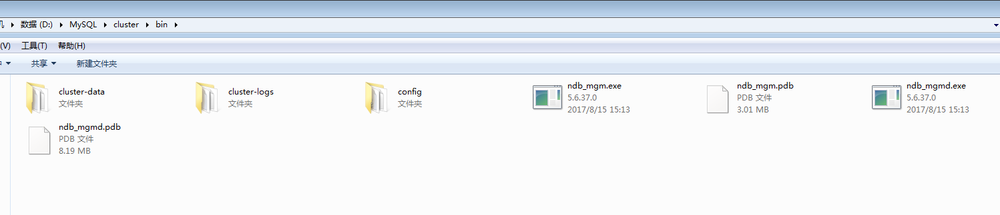 机 ▸ 数据 (D:) ▸ MySQL ▸ cluster ▸ bin ▸
(V) 工具(T) 帮助(H)
共享 新建文件夹
cluster-data
文件夹
cluster-logs
文件夹
config
文件夹
ndb_mgm.exe
5.6.37.0
2017/8/15 15:13
ndb_mgm.pdb
PDB 文件
3.01 MB
ndb_mgmd.exe
5.6.37.0
2017/8/15 15:13
ndb_mgmd.pdb
PDB 文件
8.19 MB